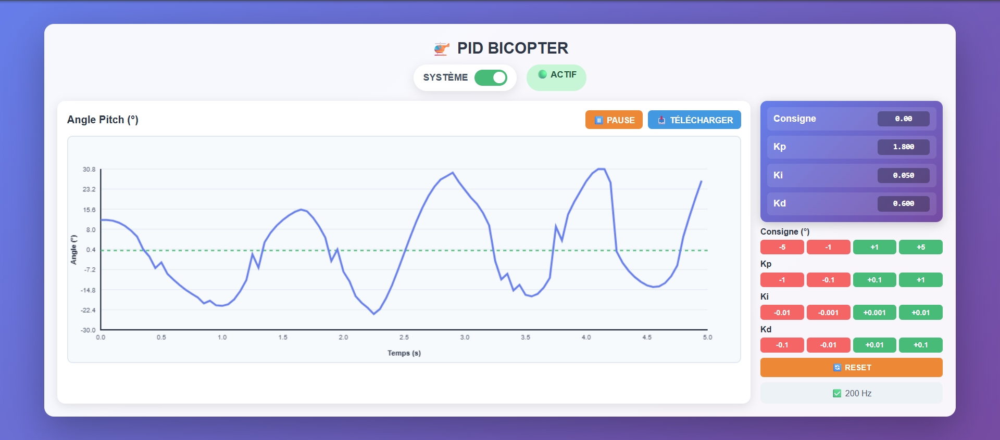 PID BICOPTER
SYSTÈME
ACTIF
Angle Pitch (°)
PAUSE
TÉLÉCHARGER
30.8
23.2
15.6
8.0
0.4
-7.2
-14.8
-22.4
-30.0
Angle (°)
0.0 0.5 1.0 1.5 2.0 2.5 3.0 3.5 4.0 4.5 5.0
Temps (s)
Consigne 0.00
Kp 1.800
Ki 0.050
Kd 0.600
Consigne (°)
-5 -1 +1 +5
Kp
-1 -0.1 +0.1 +1
Ki
-0.01 -0.001 +0.001 +0.01
Kd
-0.1 -0.01 +0.01 +0.1
RESET
200 Hz